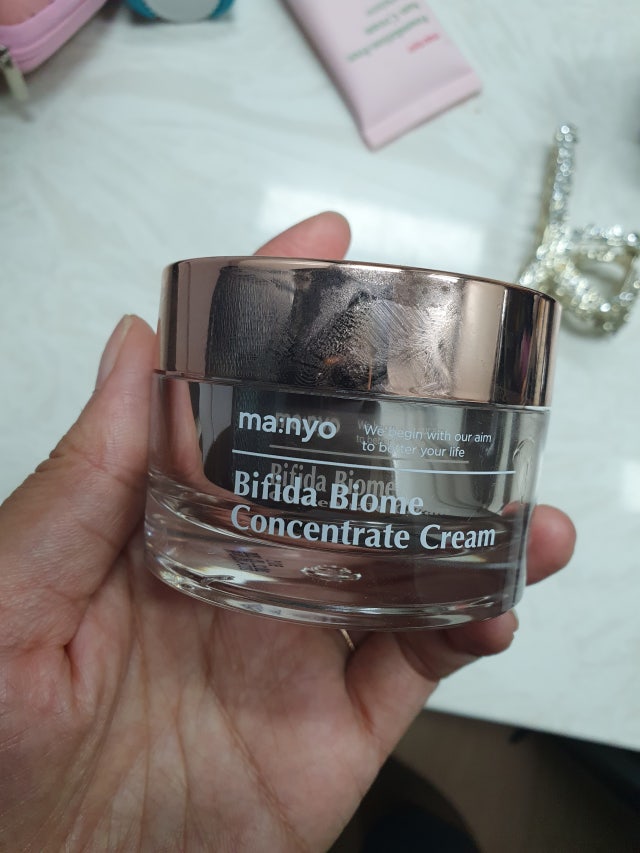 ma:nyo
We:begin with our aim
to better your life
Bifida Biome
Concentrate Cream